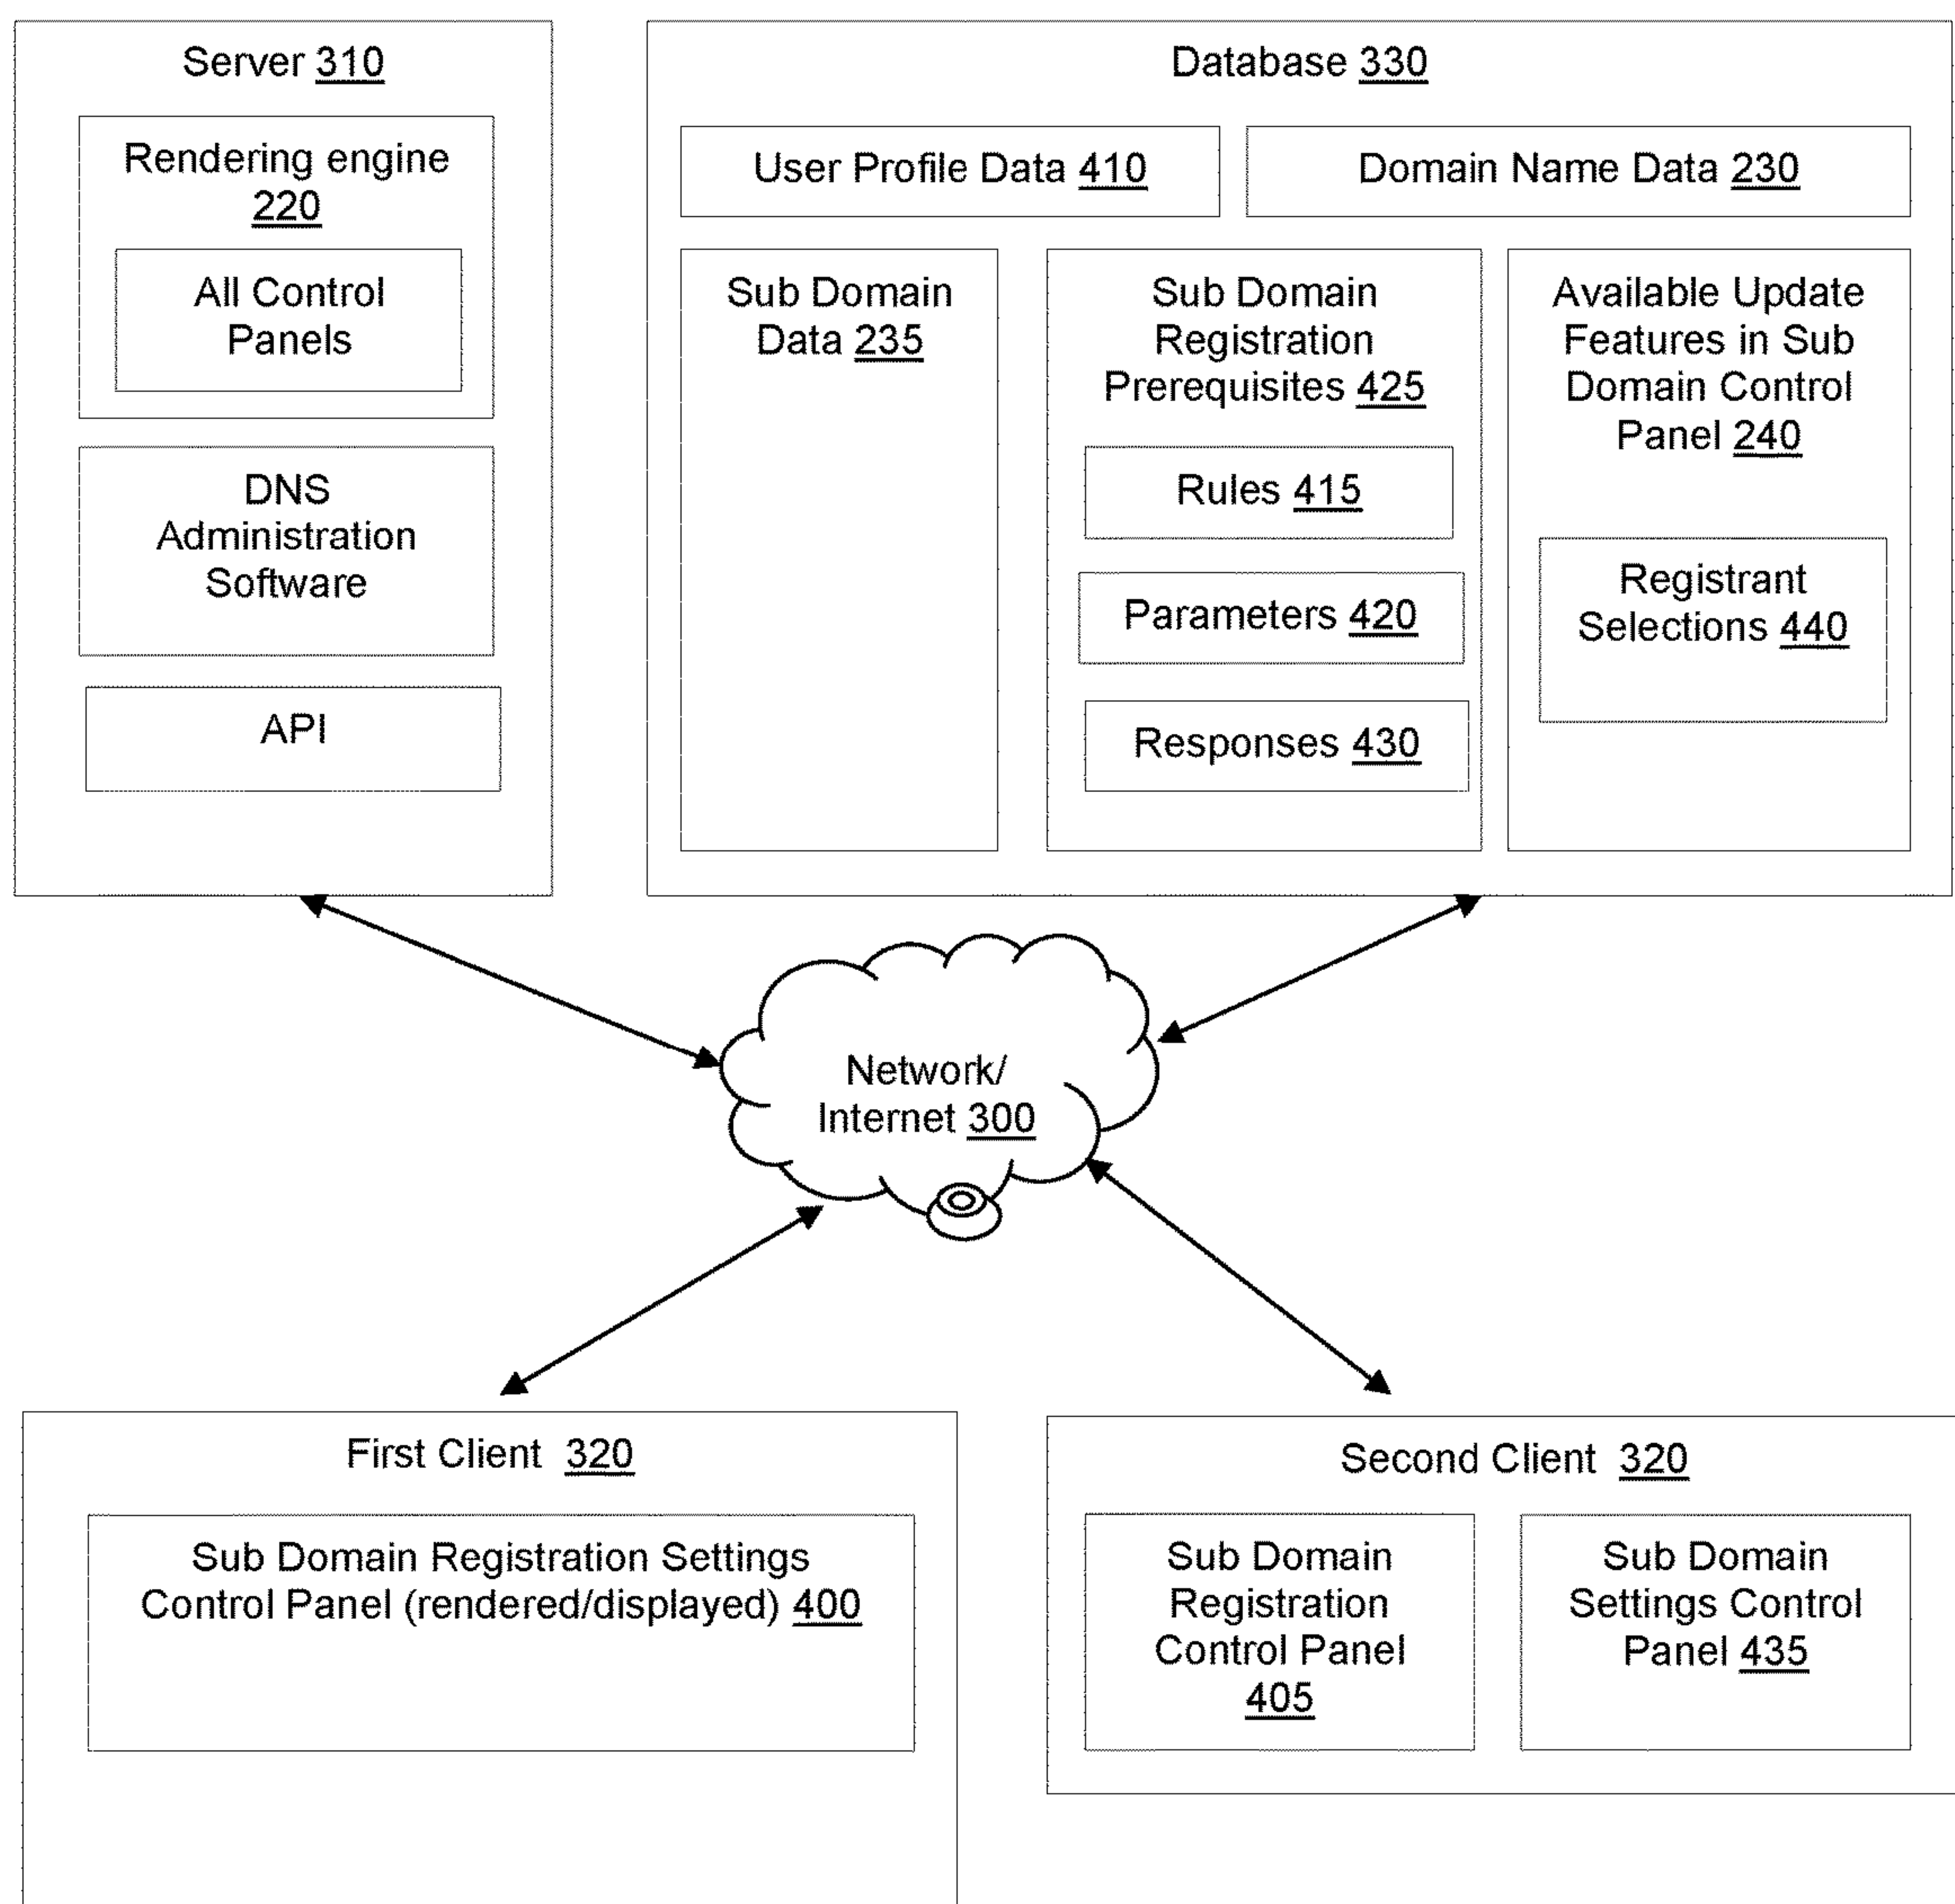 Server 310
Rendering engine
220
All Control
Panels
DNS
Administration
Software
API
Database 330
User Profile Data 410
Domain Name Data 230
Sub Domain
Data 235
Sub Domain
Registration
Prerequisites 425
Rules 415
Parameters 420
Responses 430
Available Update
Features in Sub
Domain Control
Panel 240
Registrant
Selections 440
Network/
Internet 300
First Client 320
Sub Domain Registration Settings
Control Panel (rendered/displayed) 400
Second Client 320
Sub Domain
Registration
Control Panel
405
Sub Domain
Settings Control
Panel 435